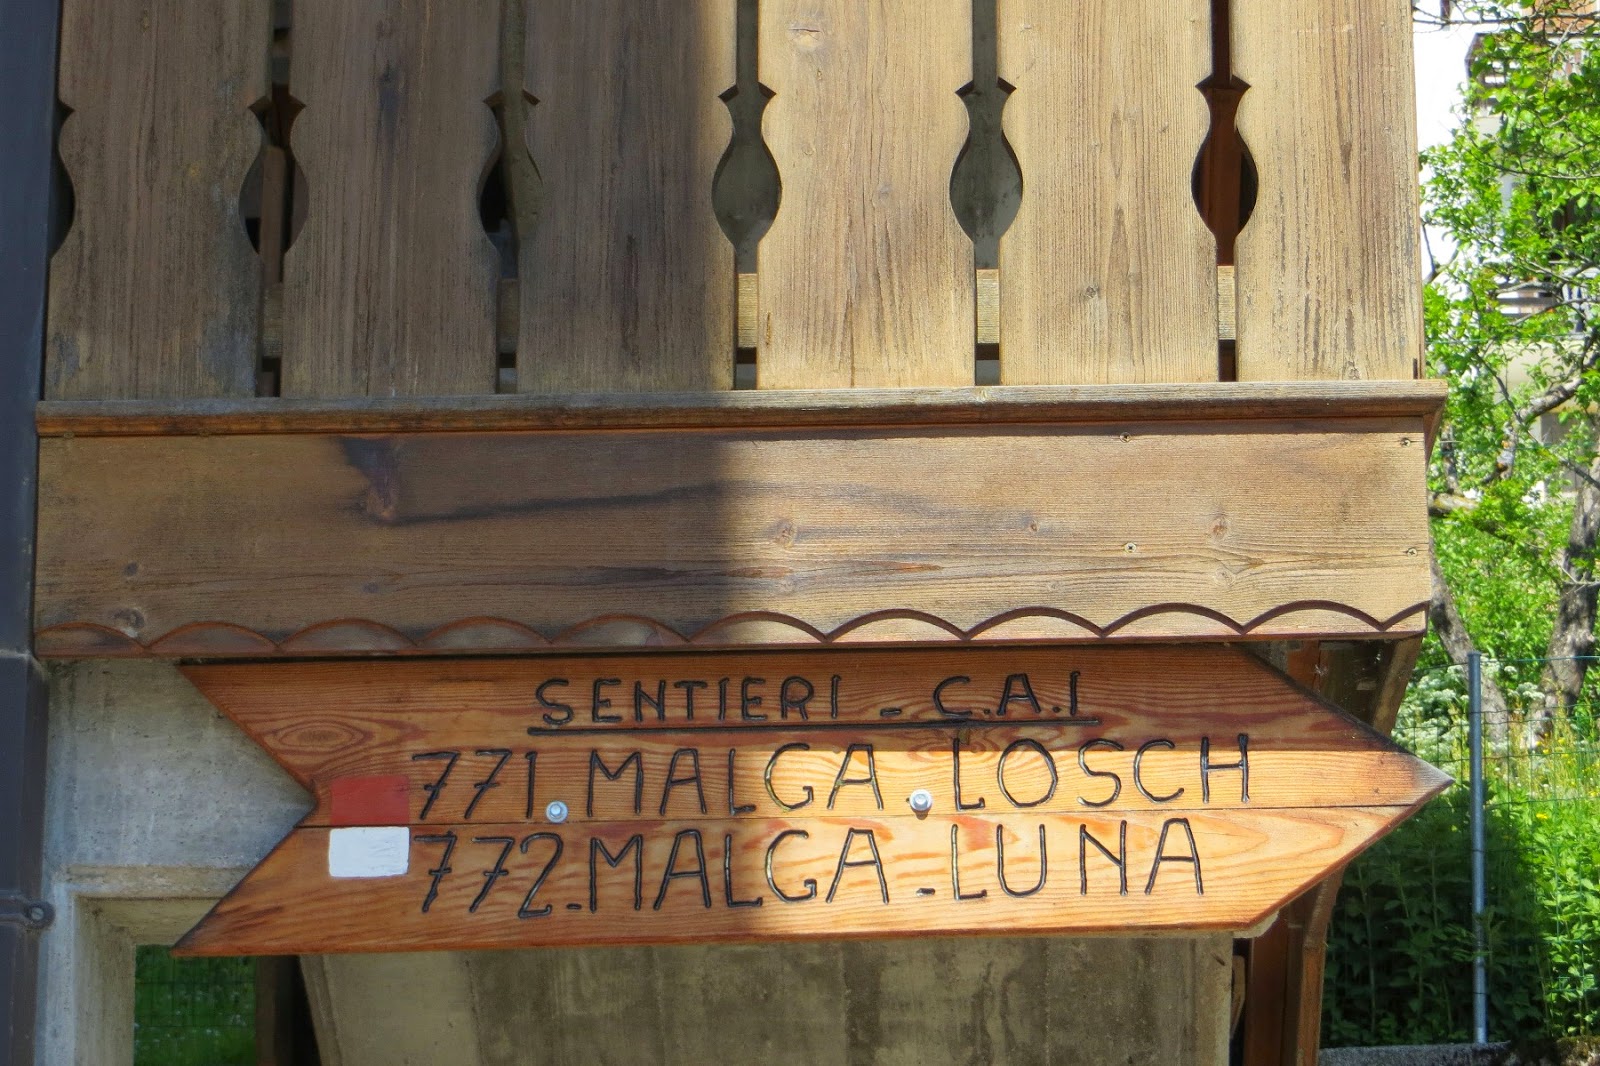 SENTIERI - C.A.I
771. MALGA . LOSCH
772-MALGA -LUNA